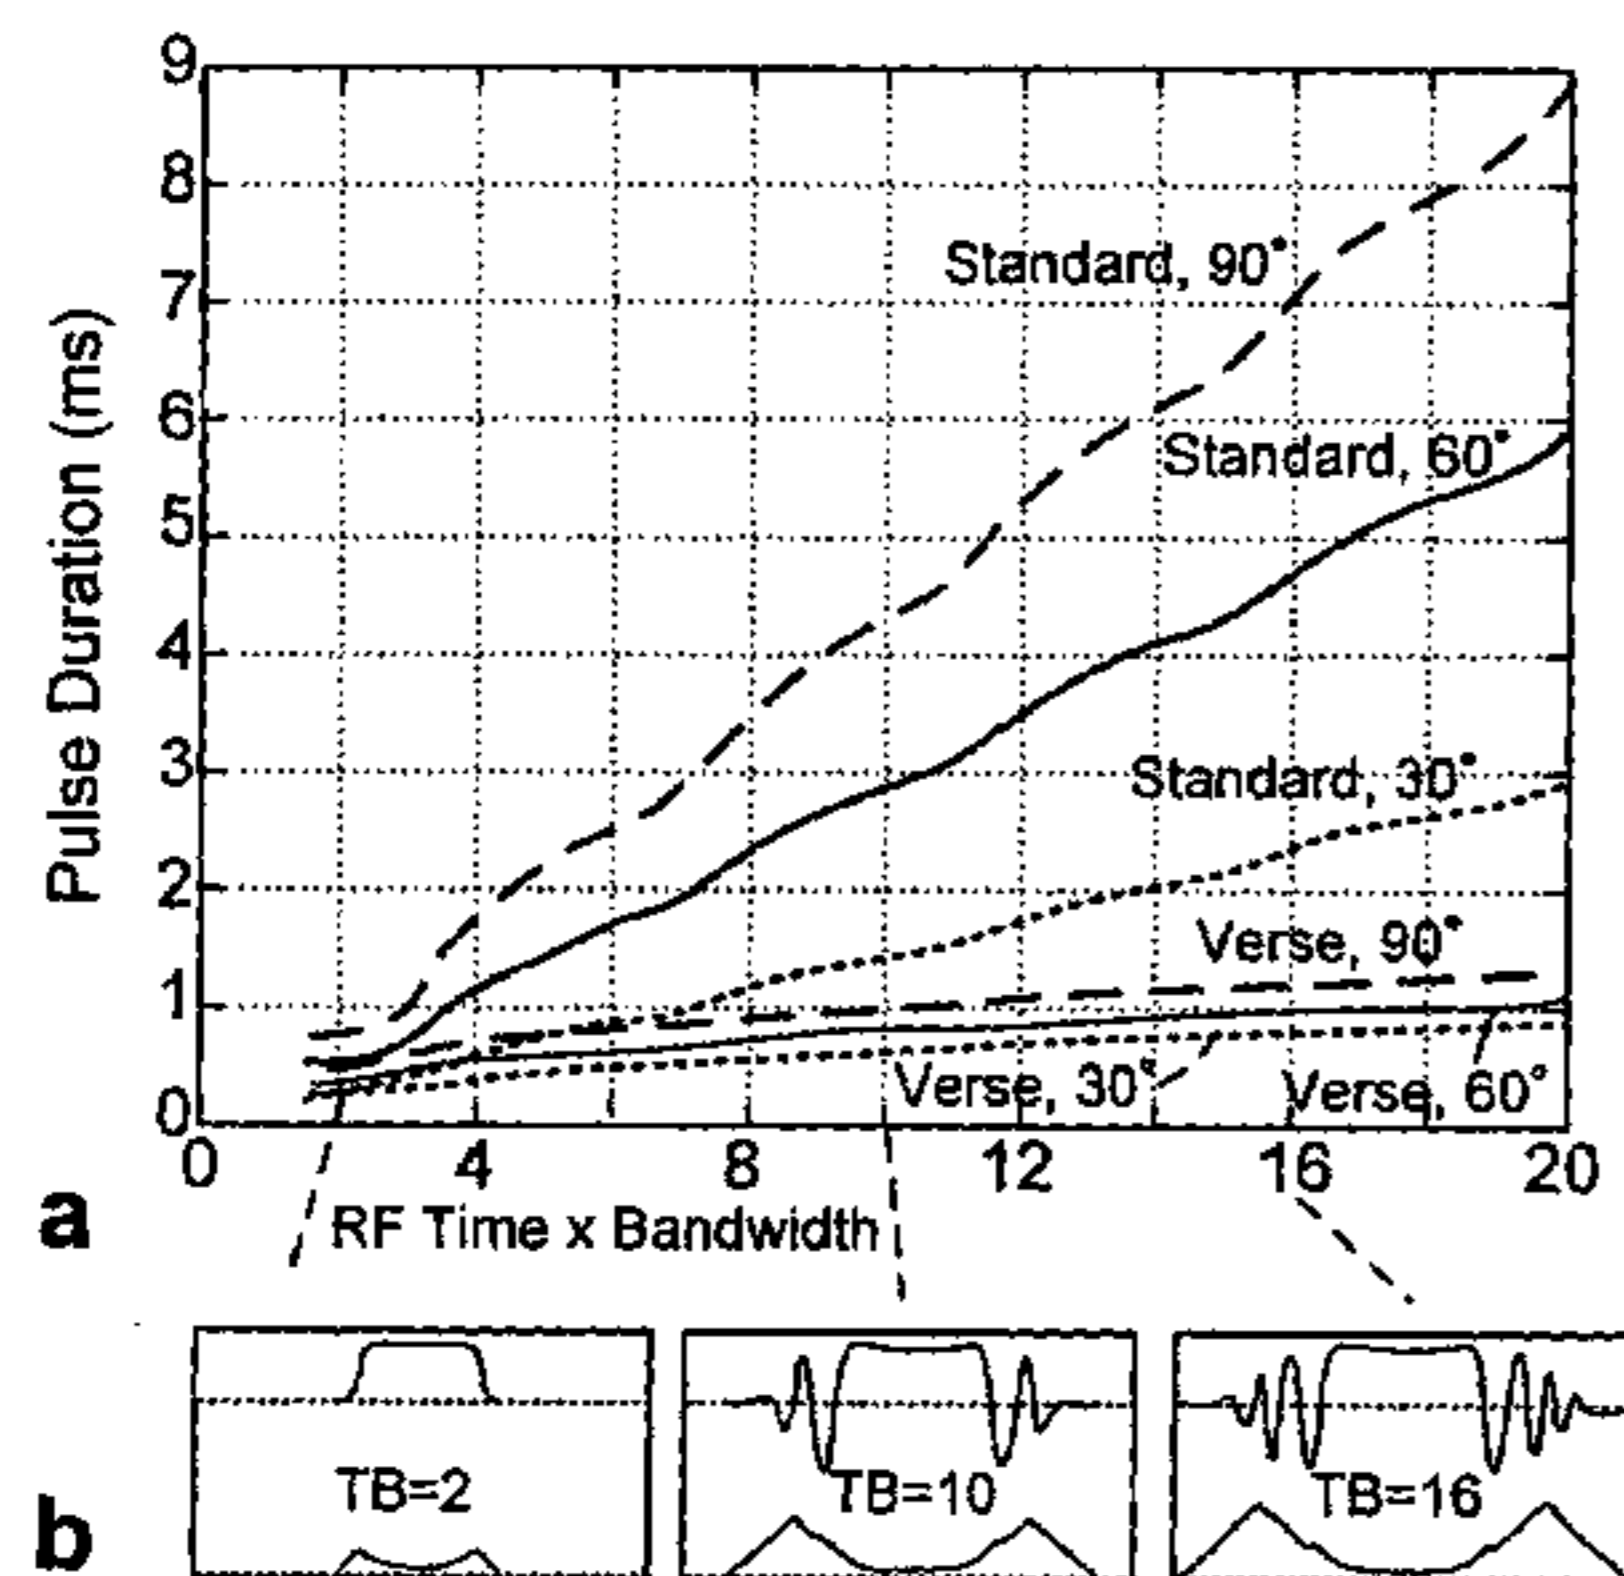 9
8
7
6
5
4
3
2
1
0
Pulse Duration (ms)
Standard, 90°
Standard, 60°
Standard, 30°
Verse, 90°
Verse, 30°
Verse, 60°
0 4 8 12 16 20
a
RF Time x Bandwidth
b
TB=2
TB=10
TB=16